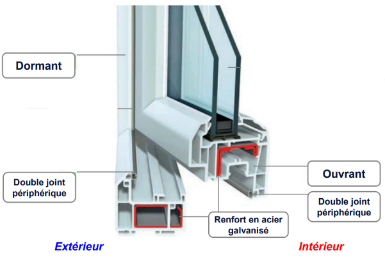 Dormant
Double joint
périphérique
Ouvrant
Double joint
périphérique
Renfort en acier
galvanisé
Extérieur
Intérieur